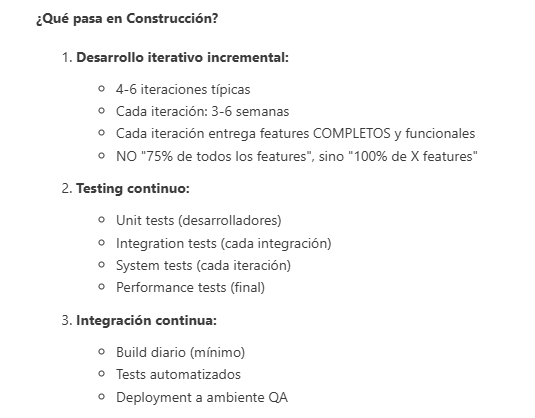 ¿Qué pasa en Construcción?
1. Desarrollo iterativo incremental:
○ 4-6 iteraciones típicas
○ Cada iteración: 3-6 semanas
○ Cada iteración entrega features COMPLETOS y funcionales
○ NO "75% de todos los features", sino "100% de X features"
2. Testing continuo:
○ Unit tests (desarrolladores)
○ Integration tests (cada integración)
○ System tests (cada iteración)
○ Performance tests (final)
3. Integración continua:
○ Build diario (mínimo)
○ Tests automatizados
○ Deployment a ambiente QA